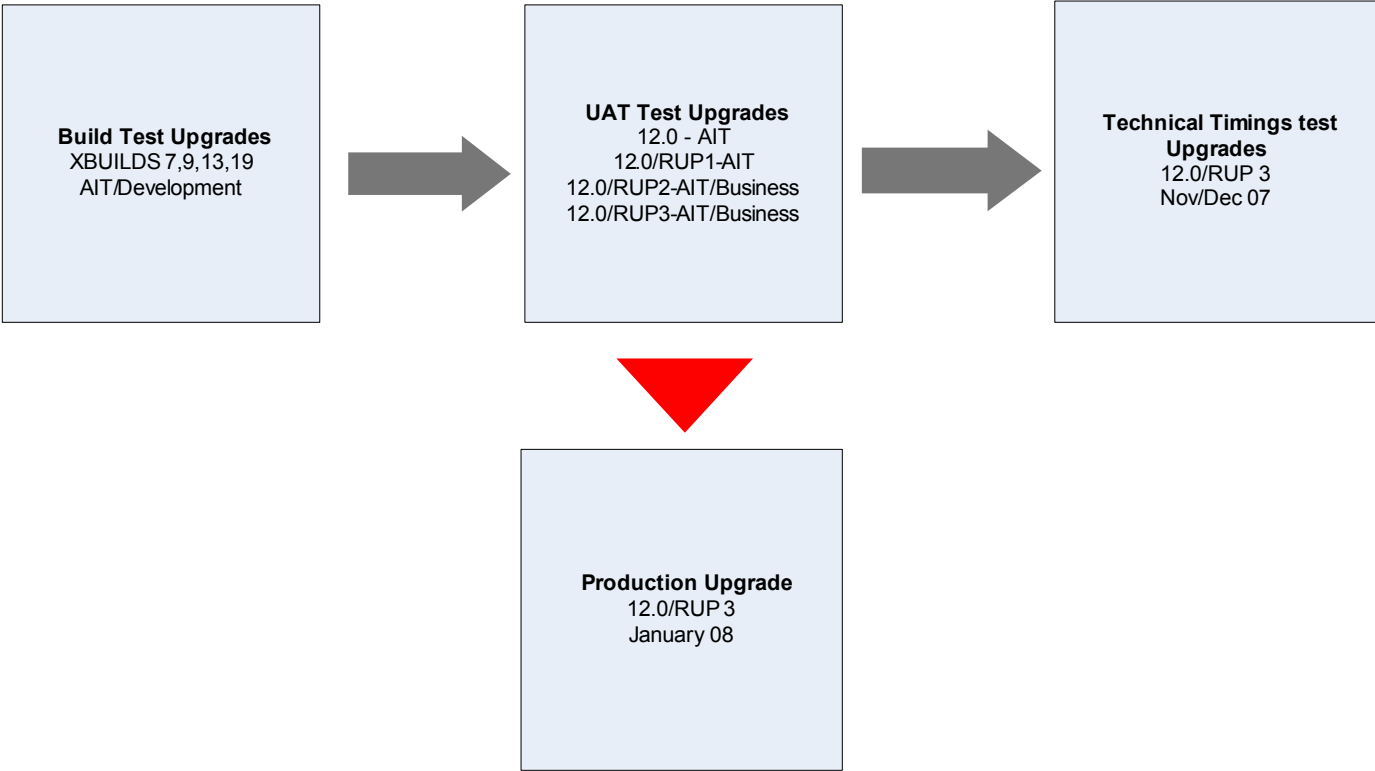 Build Test Upgrades
XBUILDS 7,9,13,19
AIT/Development
UAT Test Upgrades
12.0 - AIT
12.0/RUP1-AIT
12.0/RUP2-AIT/Business
12.0/RUP3-AIT/Business
Technical Timings test
Upgrades
12.0/RUP 3
Nov/Dec 07
Production Upgrade
12.0/RUP 3
January 08